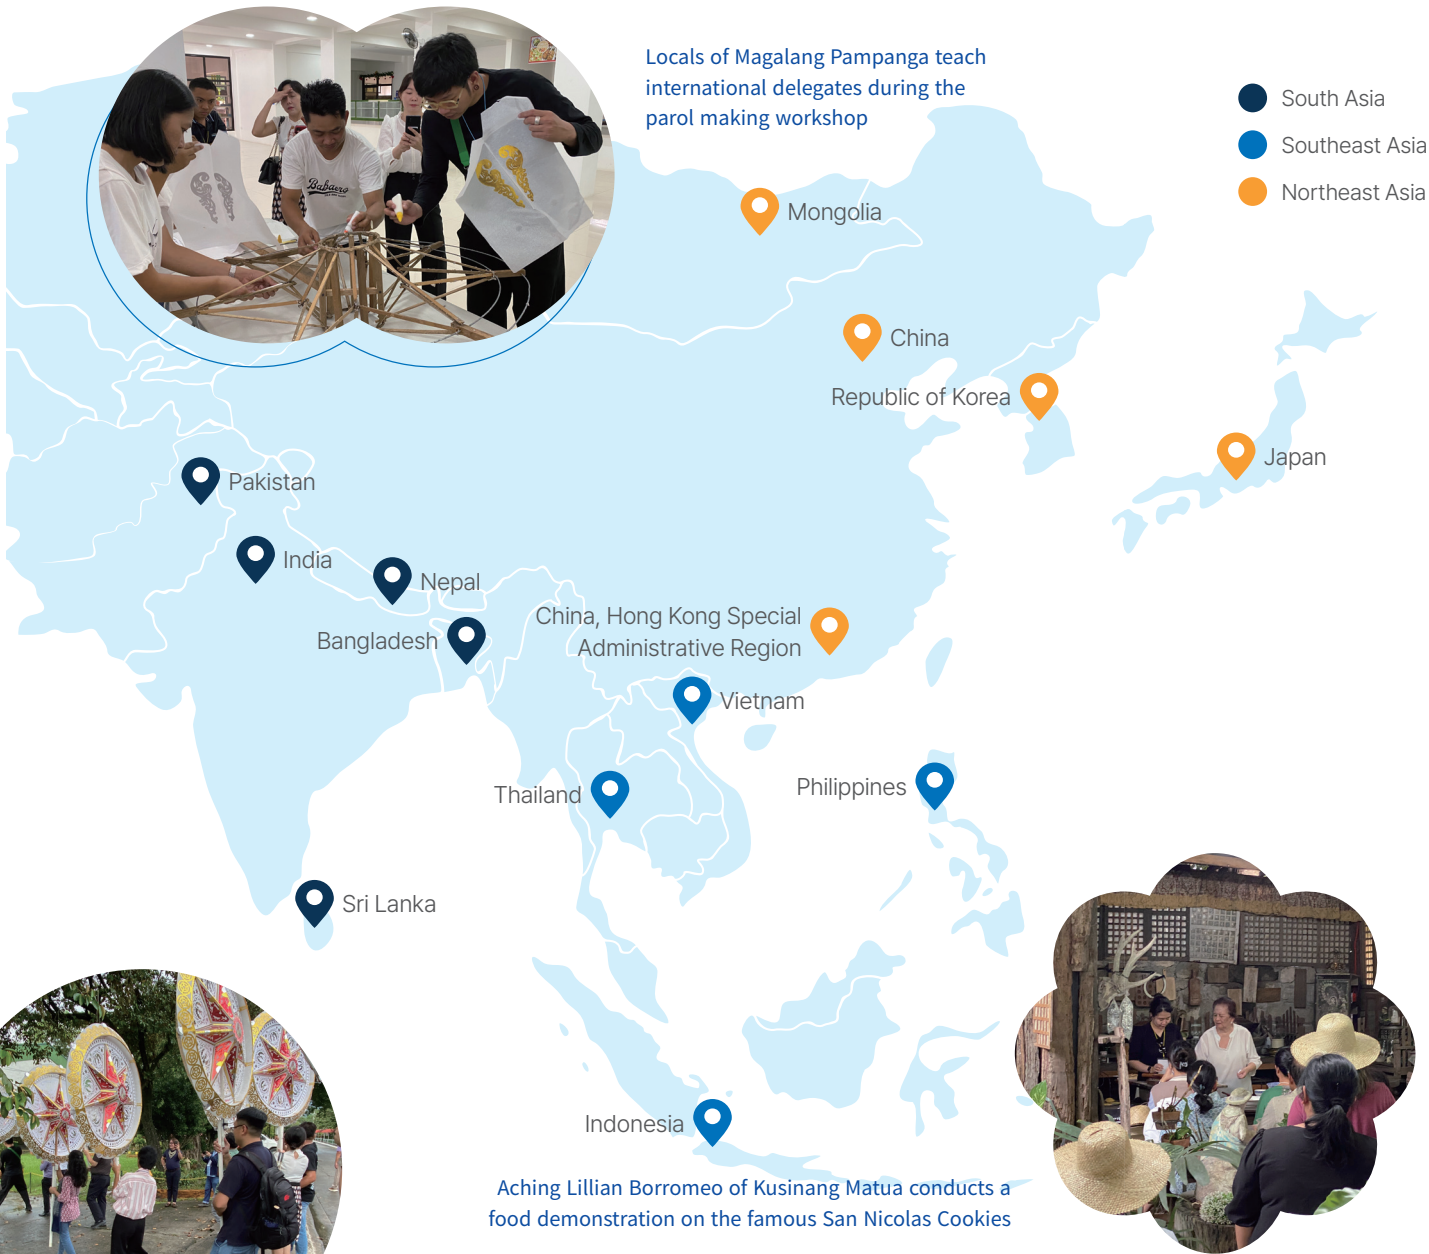 Locals of Magalang Pampanga teach
international delegates during the
parol making workshop
South Asia
Southeast Asia
Northeast Asia
Babaero
Mongolia
China
Republic of Korea
Japan
Pakistan
India
Nepal
Bangladesh
China, Hong Kong Special
Administrative Region
Vietnam
Thailand
Philippines
Sri Lanka
Indonesia
Aching Lillian Borromeo of Kusinang Matua conducts a
food demonstration on the famous San Nicolas Cookies